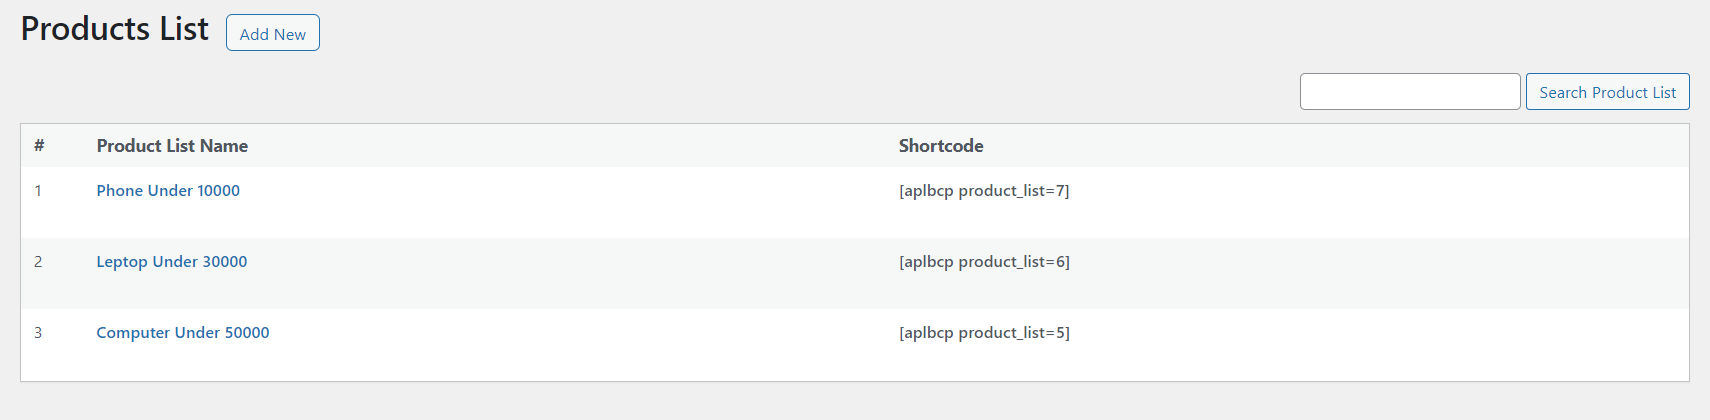 Products List Add New
Search Product List
# Product List Name Shortcode
1 Phone Under 10000 [aplbcp product_list=7]
2 Leptop Under 30000 [aplbcp product_list=6]
3 Computer Under 50000 [aplbcp product_list=5]